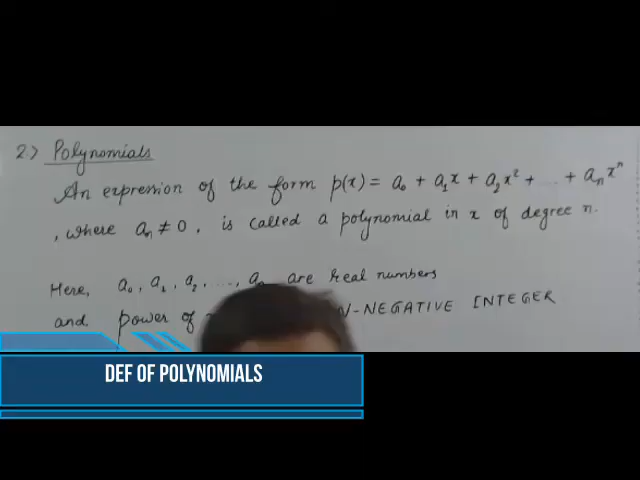 2) Polynomials
An expression of the form p(x) = a₀ + a₁x + a₂x² + ... + aₙxⁿ
, where aₙ ≠ 0, is called a polynomial in x of degree n.
Here, a₀, a₁, a₂ ...., aₙ are real numbers
and power of N-NEGATIVE INTEGER
DEF OF POLYNOMIALS